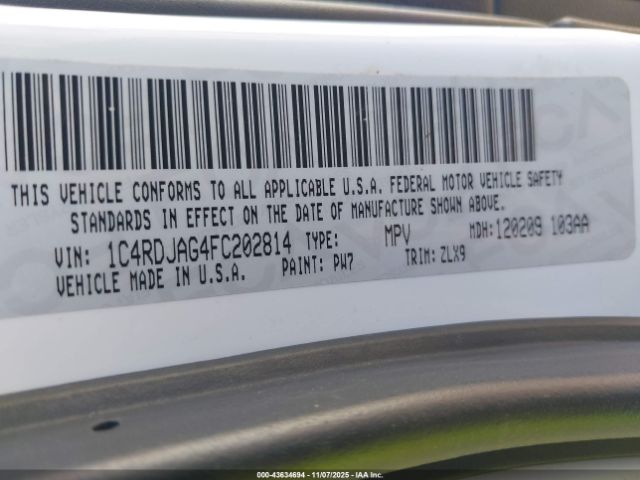 THIS VEHICLE CONFORMS TO ALL APPLICABLE U.S.A. FEDERAL MOTOR VEHICLE SAFETY
STANDARDS IN EFFECT ON THE DATE OF MANUFACTURE SHOWN ABOVE.
VIN: 1C4RDJAG4FC202814 TYPE: MPV MDH: 120209 103AA
VEHICLE MADE IN U.S.A. PAINT: PW7 TRIM: ZLX9
000-43634694 - 11/07/2025 - IAAI.com